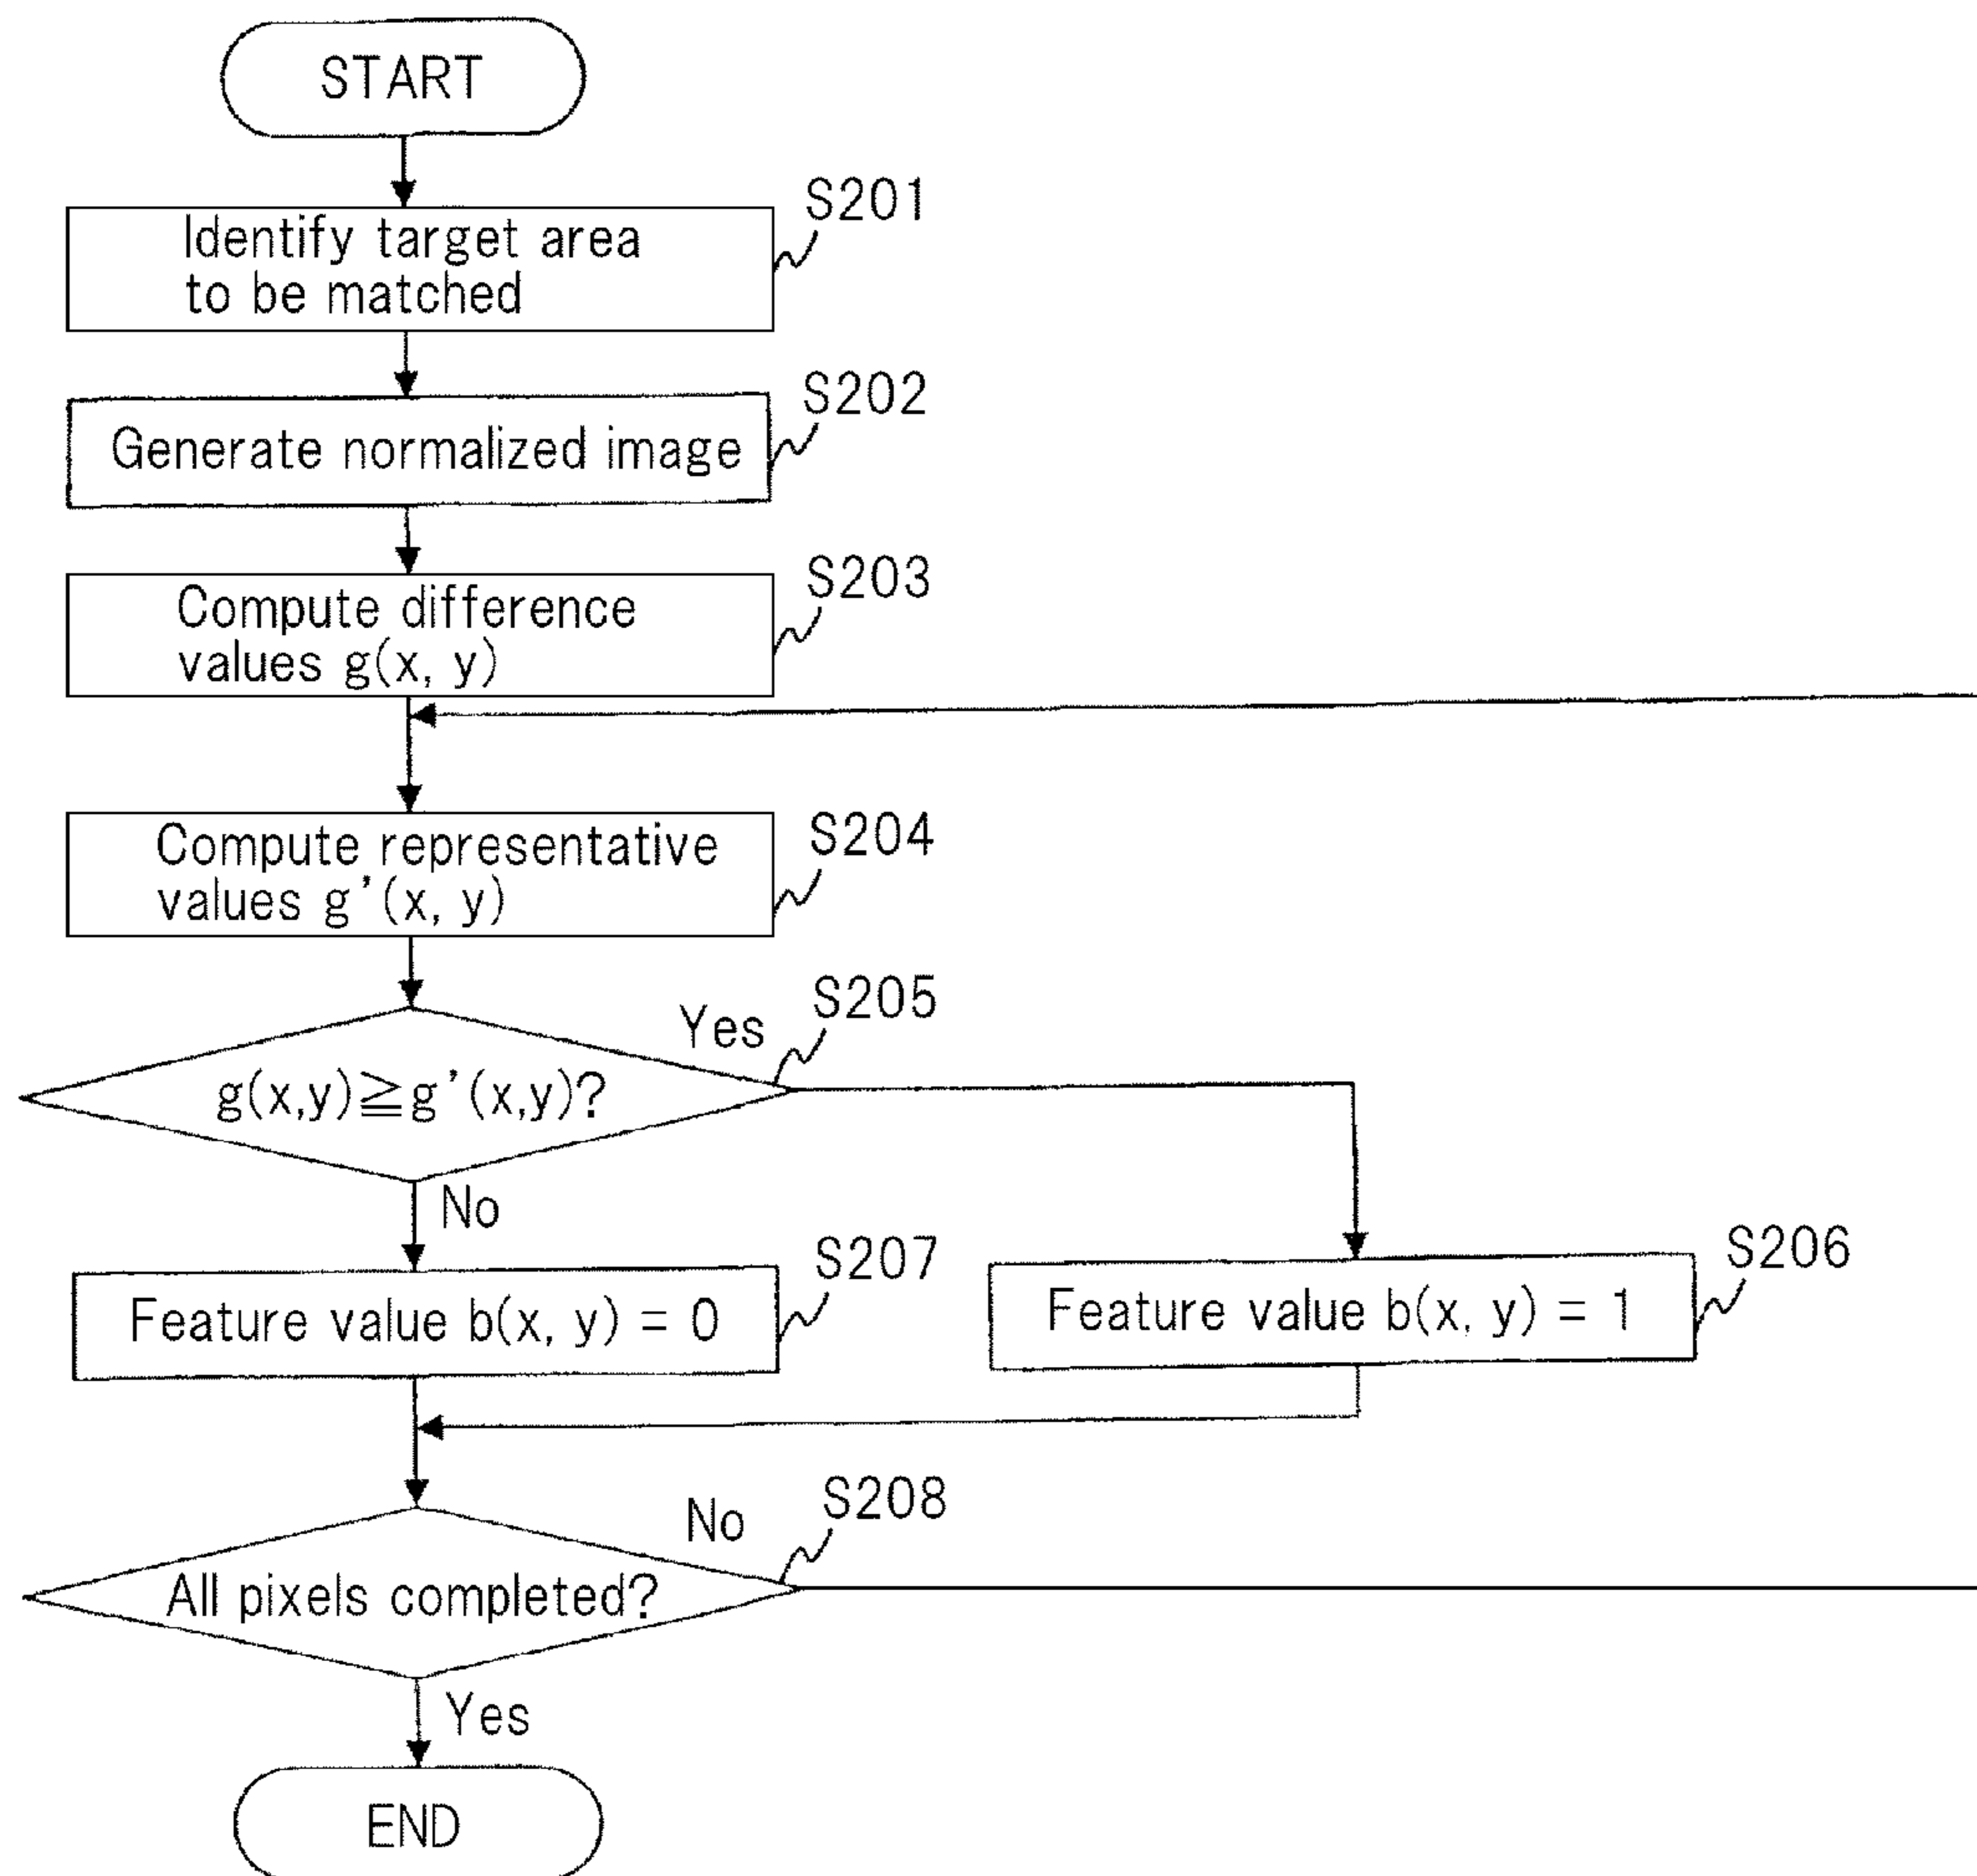 START
S201
Identify target area
to be matched
S202
Generate normalized image
S203
Compute difference
values g(x, y)
S204
Compute representative
values g'(x, y)
S205
Yes
g(x,y)≧g'(x,y)?
No
S207
Feature value b(x, y) = 0
S206
Feature value b(x, y) = 1
S208
No
All pixels completed?
Yes
END